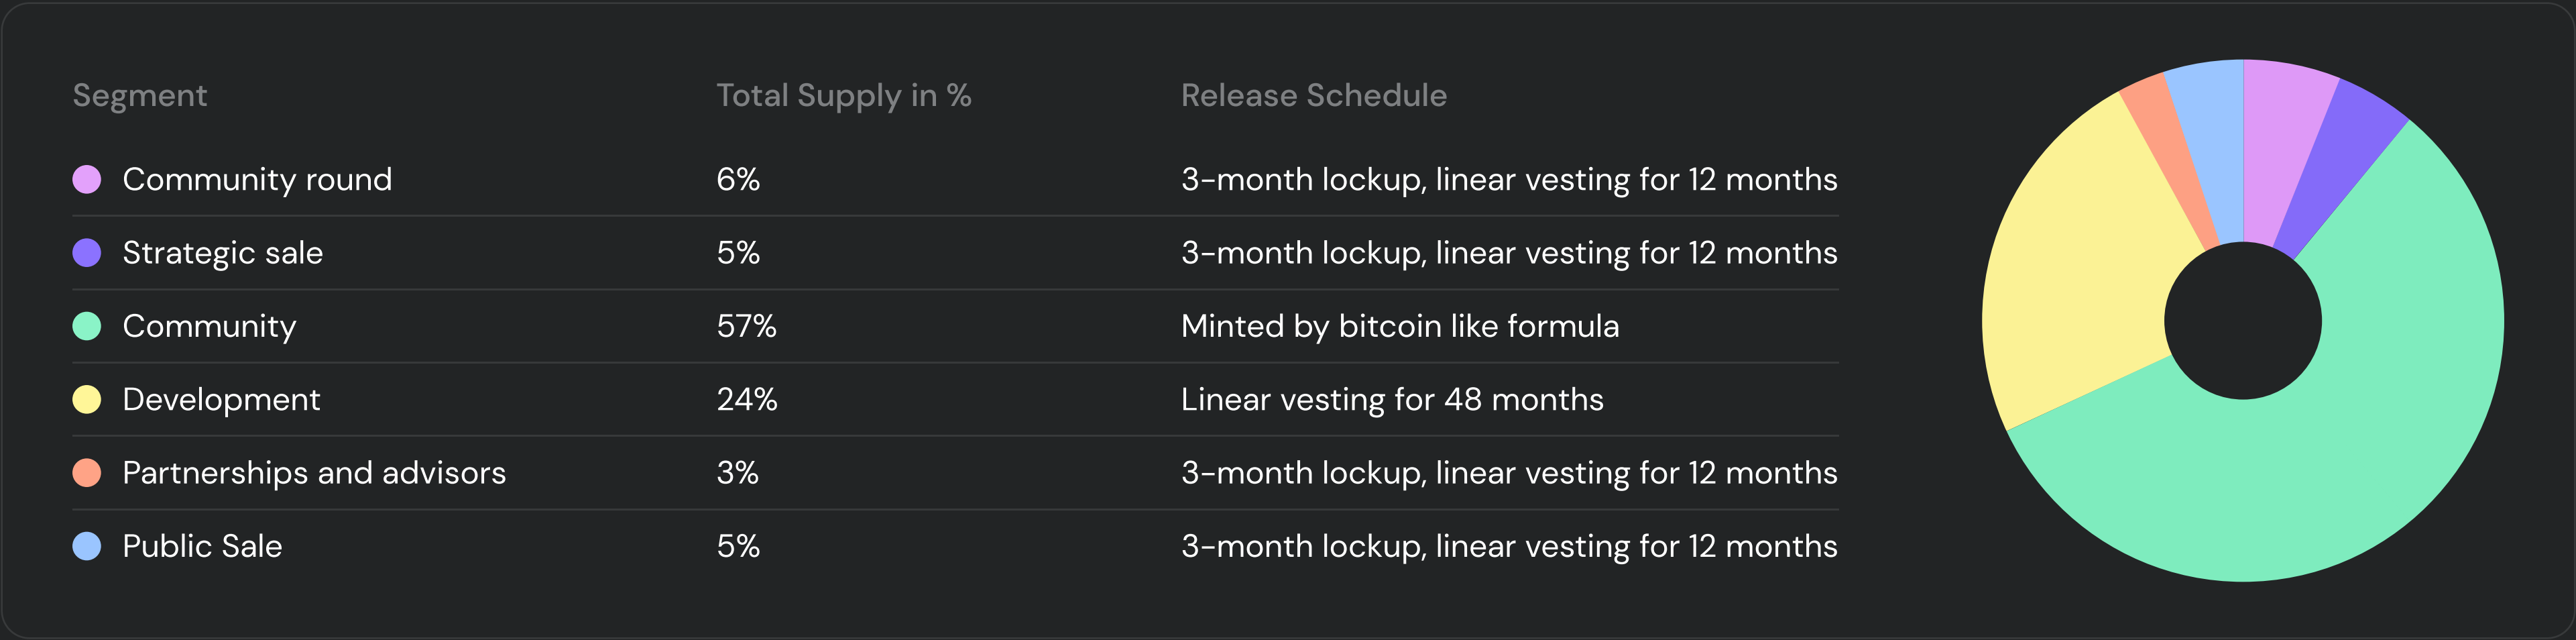 Segment Total Supply in % Release Schedule
Community round 6% 3-month lockup, linear vesting for 12 months
Strategic sale 5% 3-month lockup, linear vesting for 12 months
Community 57% Minted by bitcoin like formula
Development 24% Linear vesting for 48 months
Partnerships and advisors 3% 3-month lockup, linear vesting for 12 months
Public Sale 5% 3-month lockup, linear vesting for 12 months